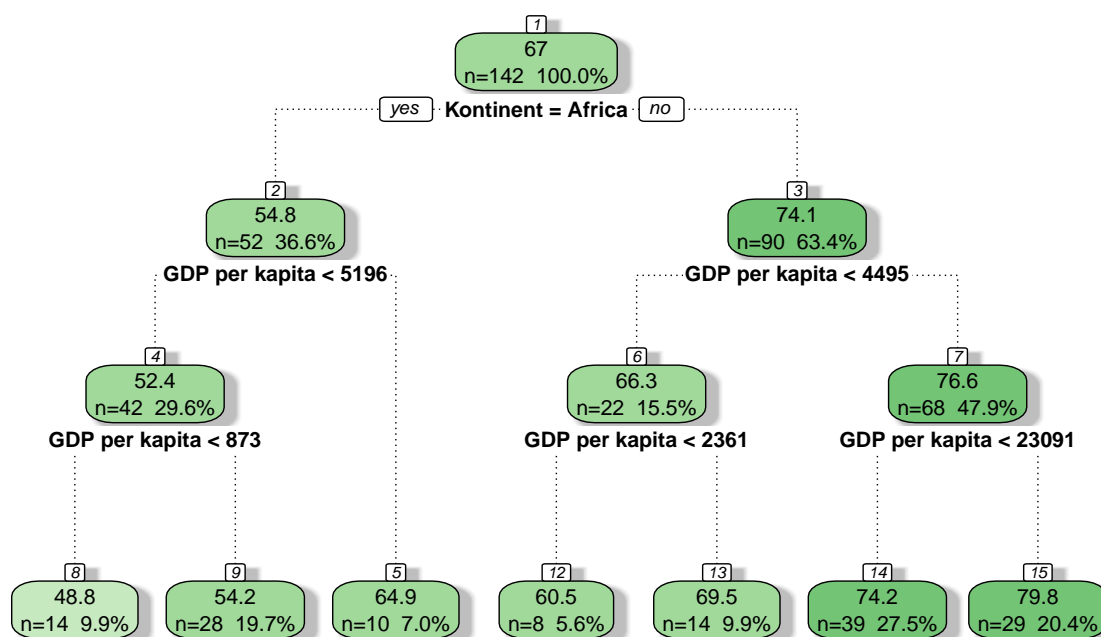 1
67
n=142 100.0%
yes Kontinent = Africa no
2
54.8
n=52 36.6%
GDP per kapita < 5196
3
74.1
n=90 63.4%
GDP per kapita < 4495
4
52.4
n=42 29.6%
GDP per kapita < 873
6
66.3
n=22 15.5%
GDP per kapita < 2361
7
76.6
n=68 47.9%
GDP per kapita < 23091
8
48.8
n=14 9.9%
9
54.2
n=28 19.7%
5
64.9
n=10 7.0%
12
60.5
n=8 5.6%
13
69.5
n=14 9.9%
14
74.2
n=39 27.5%
15
79.8
n=29 20.4%